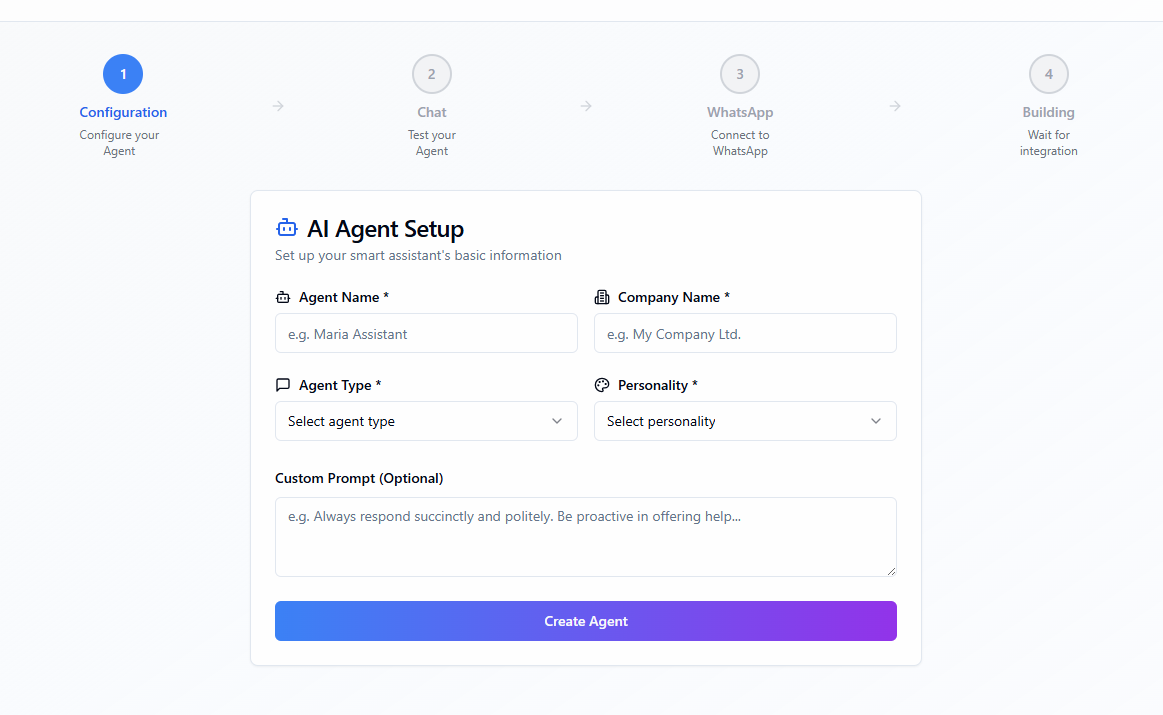 1
Configuration
Configure your
Agent
2
Chat
Test your
Agent
3
WhatsApp
Connect to
WhatsApp
4
Building
Wait for
integration
AI Agent Setup
Set up your smart assistant's basic information
Agent Name *
e.g. Maria Assistant
Company Name *
e.g. My Company Ltd.
Agent Type *
Select agent type
Personality *
Select personality
Custom Prompt (Optional)
e.g. Always respond succinctly and politely. Be proactive in offering help...
Create Agent